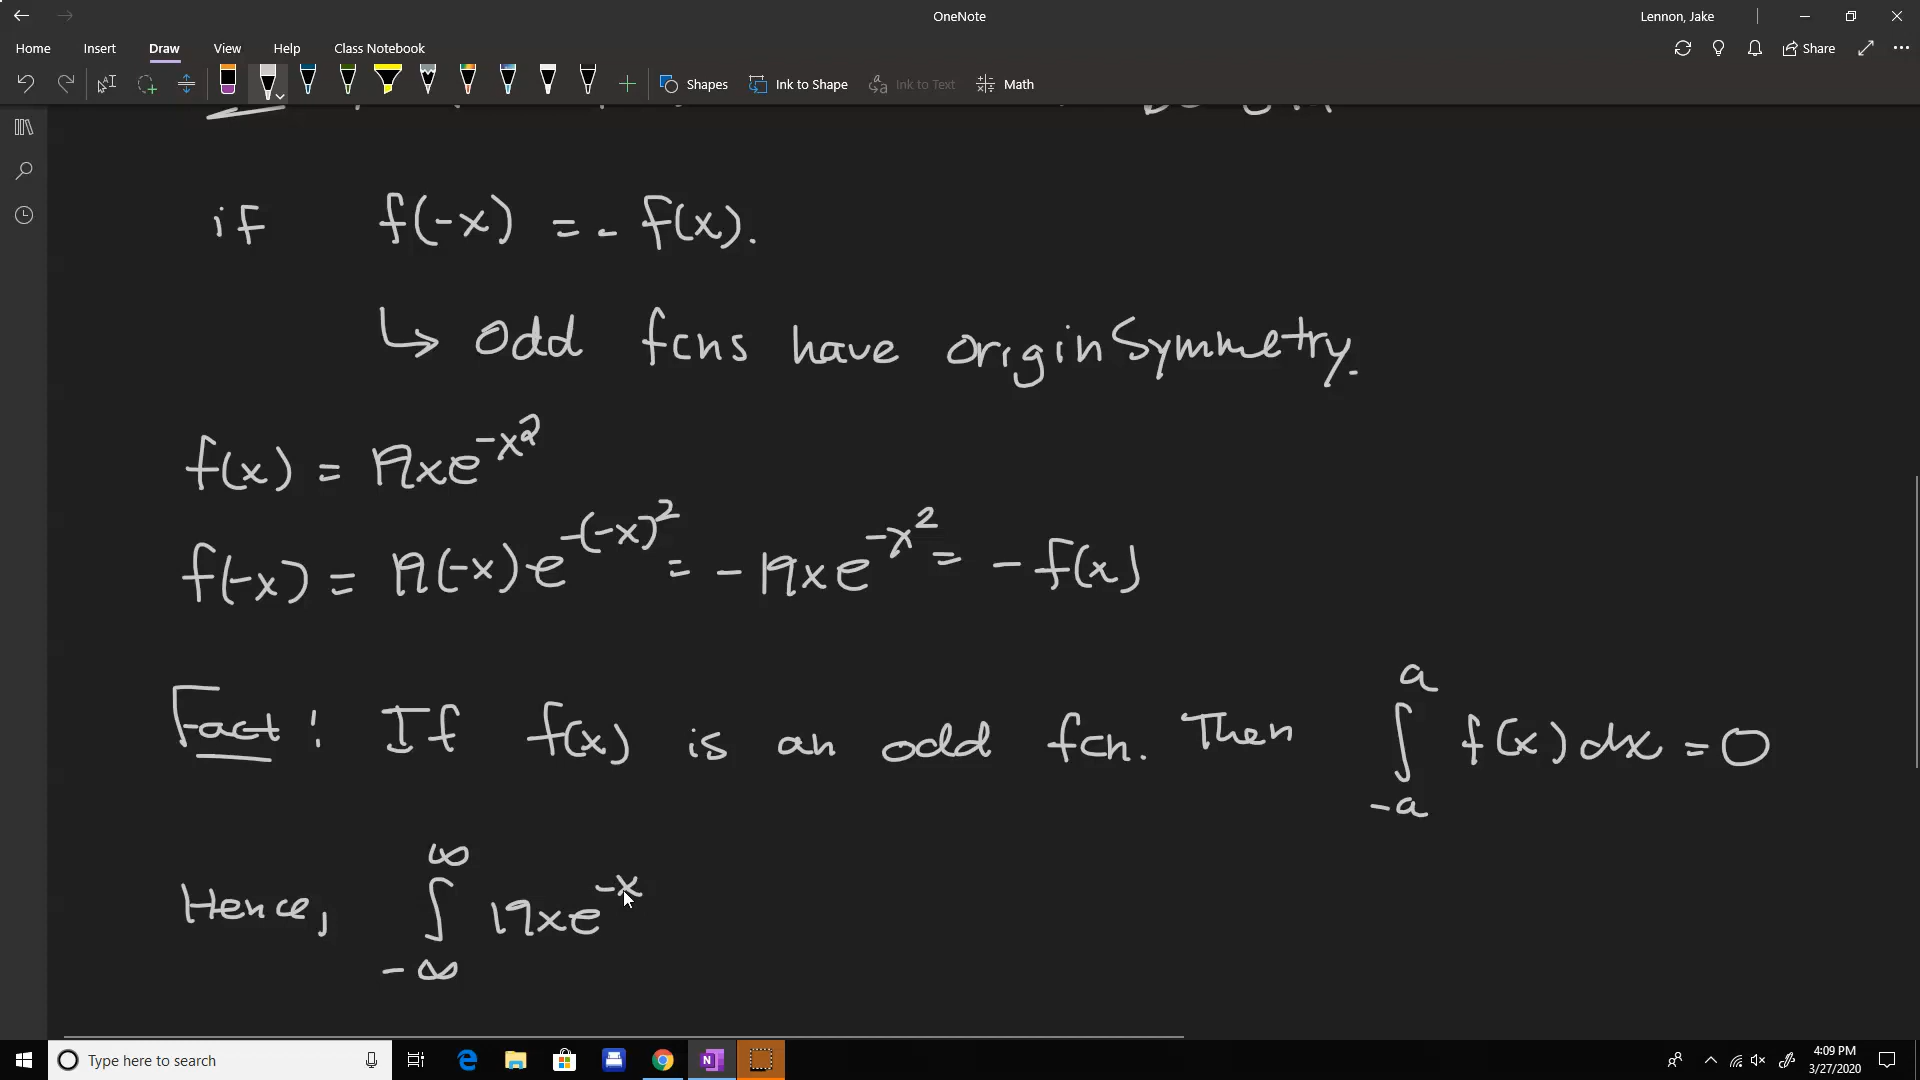 OneNote
Lennon, Jake
Home Insert Draw View Help Class Notebook
Share
Shapes Ink to Shape Ink to Text Math
if f(-x) = - f(x).
↳ Odd fcns have origin Symmetry.
f(x) = 19xe^{-x^2}
f(-x) = 19(-x)e^{-(-x)^2} = -19xe^{-x^2} = -f(x)
Fact: If f(x) is an odd fcn. Then ∫_{-a}^{a} f(x)dx = 0
Hence, ∫_{-∞}^{∞} 19xe^{-x}
Type here to search
4:09 PM
3/27/2020